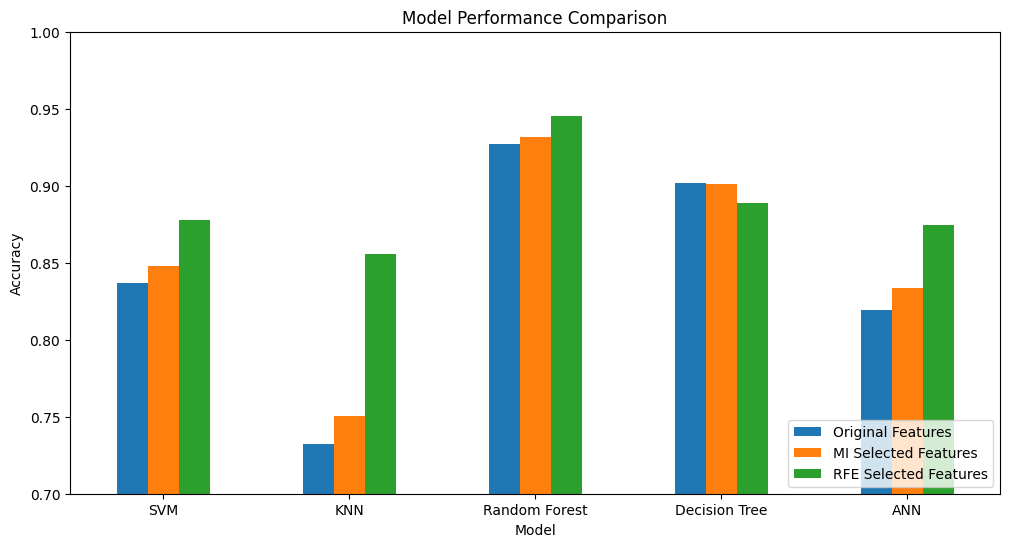 Model Performance Comparison
1.00
0.95
0.90
0.85
0.80
0.75
0.70
Accuracy
SVM
KNN
Random Forest
Decision Tree
ANN
Model
Original Features
MI Selected Features
RFE Selected Features